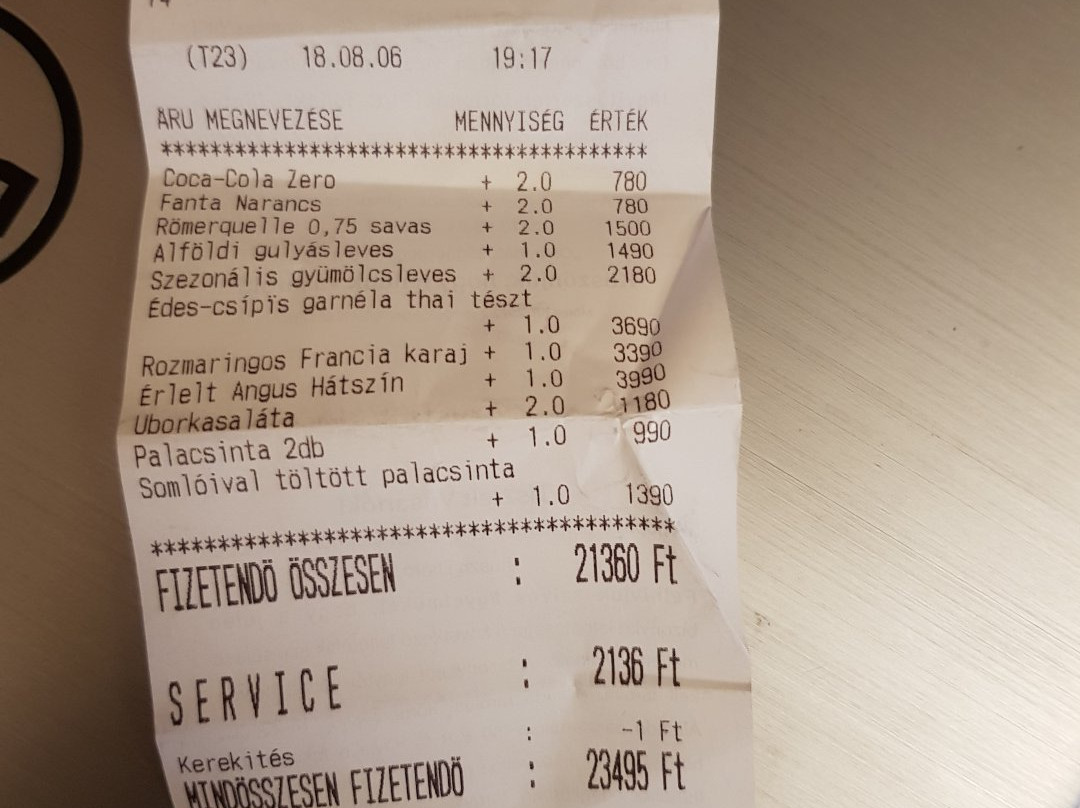 (T23) 18.08.06 19:17
ÁRU MEGNEVEZÉSE MENNYISÉG ÉRTÉK
****************************************
Coca-Cola Zero + 2.0 780
Fanta Narancs + 2.0 780
Römerquelle 0,75 savas + 2.0 1500
Alföldi gulyásleves + 1.0 1490
Szezonális gyümölcsleves + 2.0 2180
Édes-csípïs garnéla thai tészt
+ 1.0 3690
Rozmaringos Francia karaj + 1.0 3390
Érlelt Angus Hátszín + 1.0 3990
Uborkasaláta + 2.0 1180
Palacsinta 2db + 1.0 990
Somlóival töltött palacsinta
+ 1.0 1390
****************************************
FIZETENDÖ ÖSSZESEN : 21360 Ft
SERVICE : 2136 Ft
Kerekités : -1 Ft
MINDÖSSZESEN FIZETENDÖ : 23495 Ft